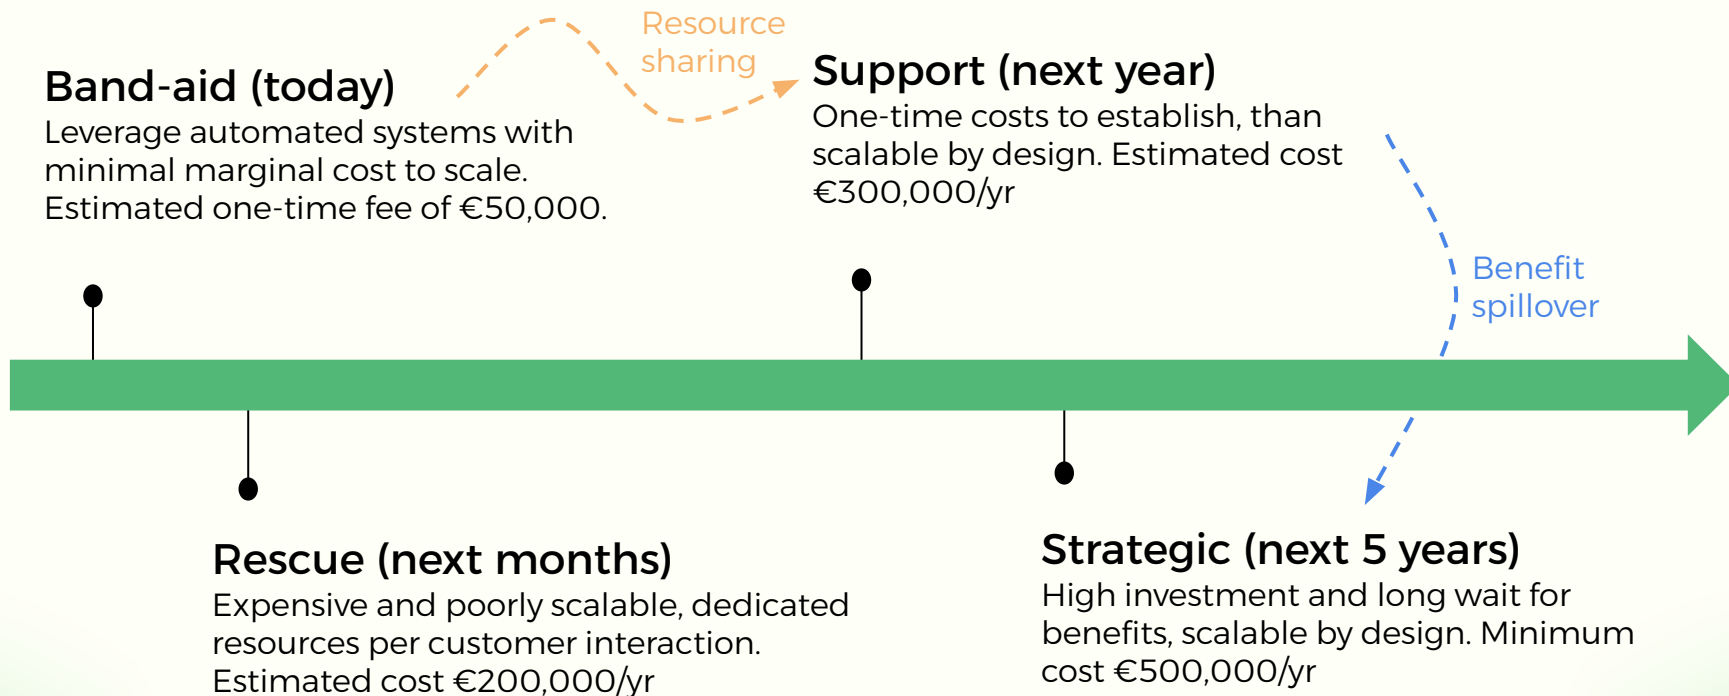 Resource
sharing
Band-aid (today)
Leverage automated systems with
minimal marginal cost to scale.
Estimated one-time fee of €50,000.
Support (next year)
One-time costs to establish, than
scalable by design. Estimated cost
€300,000/yr
Benefit
spillover
Rescue (next months)
Expensive and poorly scalable, dedicated
resources per customer interaction.
Estimated cost €200,000/yr
Strategic (next 5 years)
High investment and long wait for
benefits, scalable by design. Minimum
cost €500,000/yr